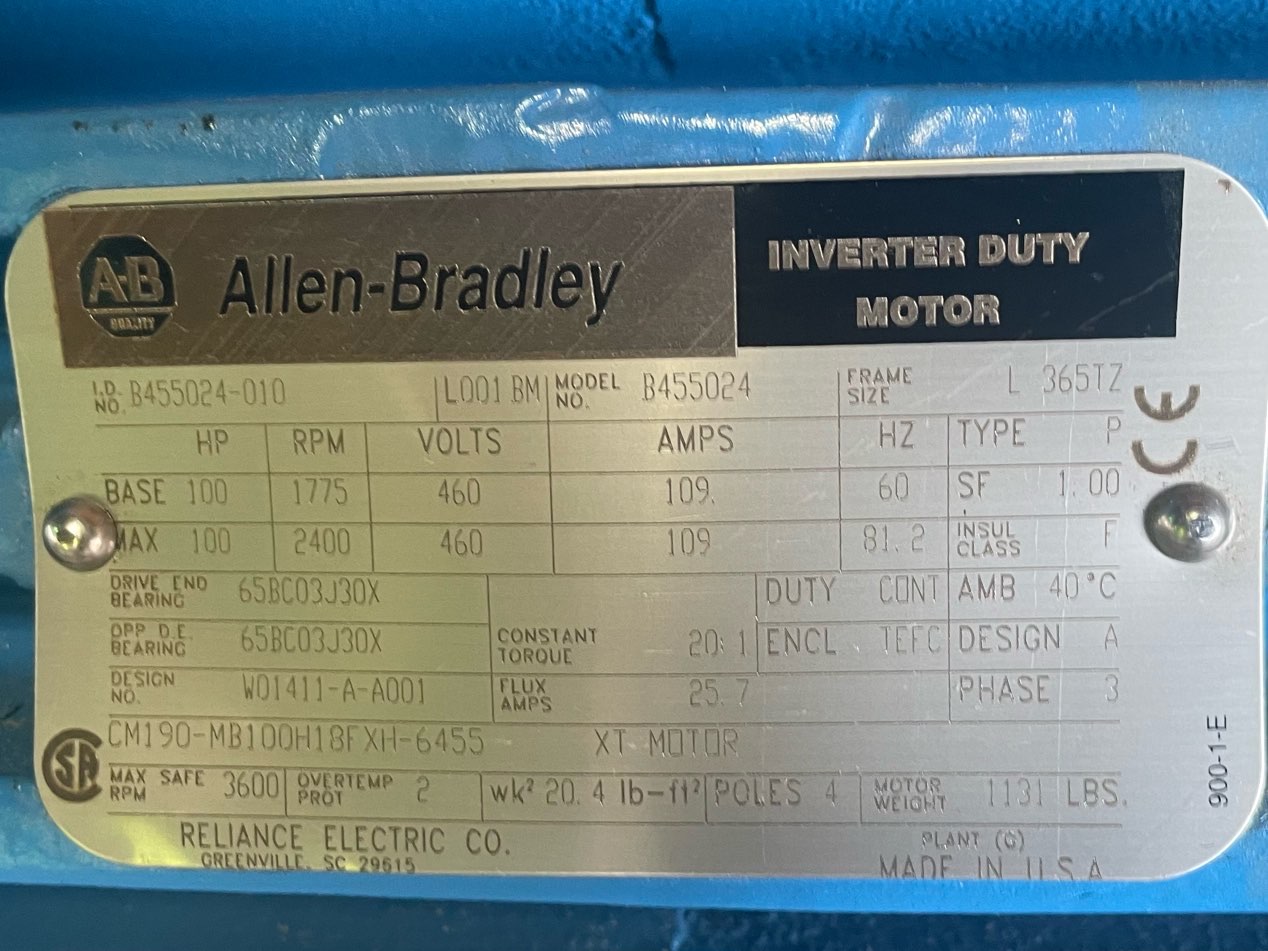 A-B
QUALITY
Allen-Bradley
INVERTER DUTY
MOTOR
I.D. NO. B455024-010 L001 BM MODEL NO. B455024 FRAME SIZE L 365TZ
CE
HP RPM VOLTS AMPS HZ TYPE P
BASE 100 1775 460 109. 60 SF 1.00
MAX 100 2400 460 109 81.2 INSUL CLASS F
DRIVE END BEARING 65BC03J30X DUTY CONT AMB 40°C
OPP D.E. BEARING 65BC03J30X CONSTANT TORQUE 20:1 ENCL TEFC DESIGN A
DESIGN NO. W01411-A-A001 FLUX AMPS 25.7 PHASE 3
CM190-MB100H18FXH-6455 XT MOTOR
SA
MAX SAFE RPM 3600 OVERTEMP PROT 2 wk² 20.4 lb-ft² POLES 4 MOTOR WEIGHT 1131 LBS.
RELIANCE ELECTRIC CO. PLANT (G)
GREENVILLE, SC 29615 MADE IN U.S.A
900-1-E